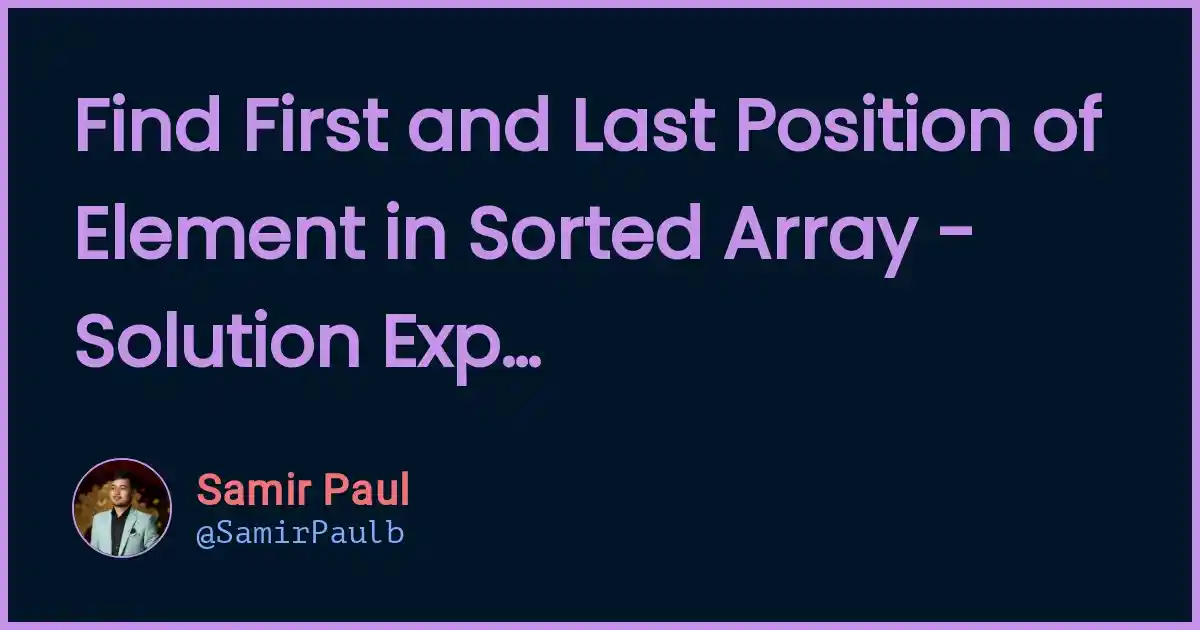 Find First and Last Position of
Element in Sorted Array -
Solution Exp...
Samir Paul
@SamirPaulb